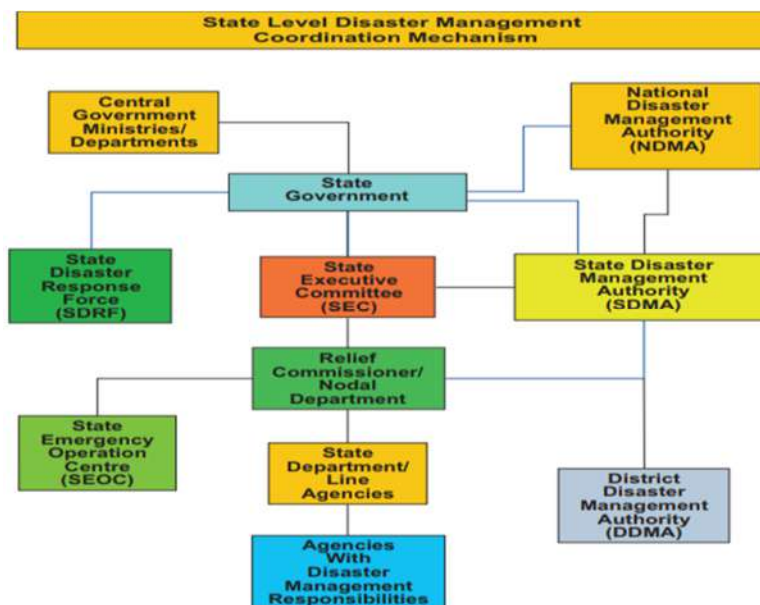 State Level Disaster Management
Coordination Mechanism
Central
Government
Ministries/
Departments
National
Disaster
Management
Authority
(NDMA)
State
Government
State
Disaster
Response
Force
(SDRF)
State
Executive
Committee
(SEC)
State Disaster
Management
Authority
(SDMA)
Relief
Commissioner/
Nodal
Department
State
Emergency
Operation
Centre
(SEOC)
State
Department/
Line
Agencies
District
Disaster
Management
Authority
(DDMA)
Agencies
With
Disaster
Management
Responsibilities